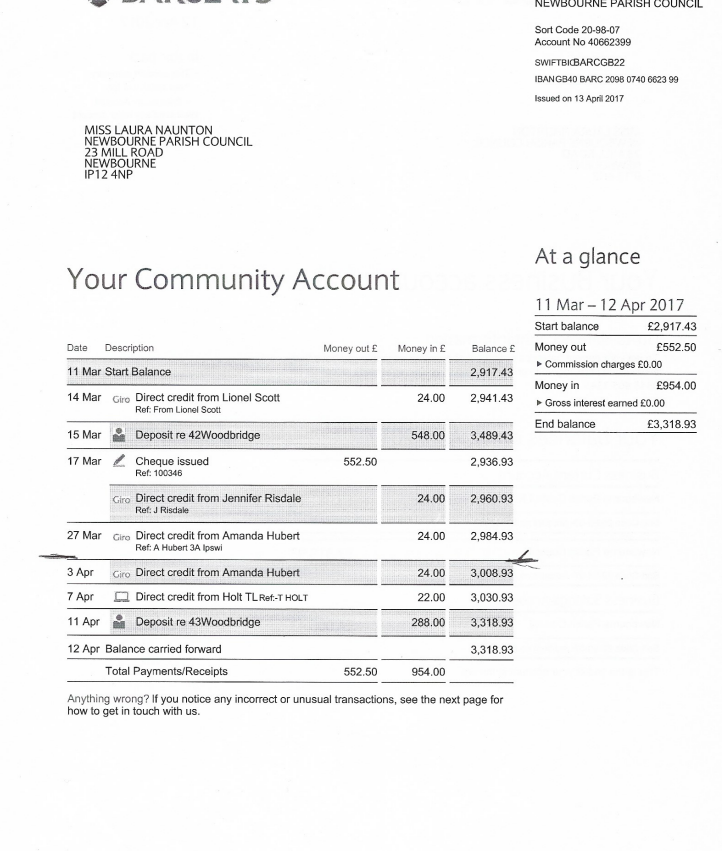 BARCLAYS
NEWBOURNE PARISH COUNCIL
Sort Code 20-98-07
Account No 40662399
SWIFTBICBARCGB22
IBANGB40 BARC 2098 0740 6623 99
Issued on 13 April 2017
MISS LAURA NAUNTON
NEWBOURNE PARISH COUNCIL
23 MILL ROAD
NEWBOURNE
IP12 4NP
Your Community Account
Date Description Money out £ Money in £ Balance £
11 Mar Start Balance 2,917.43
14 Mar Giro Direct credit from Lionel Scott 24.00 2,941.43
Ref: From Lionel Scott
15 Mar Deposit re 42Woodbridge 548.00 3,489.43
17 Mar Cheque issued 552.50 2,936.93
Ref: 100346
Giro Direct credit from Jennifer Risdale 24.00 2,960.93
Ref: J Risdale
27 Mar Giro Direct credit from Amanda Hubert 24.00 2,984.93
Ref: A Hubert 3A Ipswi
3 Apr Giro Direct credit from Amanda Hubert 24.00 3,008.93
7 Apr Direct credit from Holt TL Ref:-T HOLT 22.00 3,030.93
11 Apr Deposit re 43Woodbridge 288.00 3,318.93
12 Apr Balance carried forward 3,318.93
Total Payments/Receipts 552.50 954.00
Anything wrong? If you notice any incorrect or unusual transactions, see the next page for
how to get in touch with us.
At a glance
11 Mar – 12 Apr 2017
Start balance £2,917.43
Money out £552.50
▶ Commission charges £0.00
Money in £954.00
▶ Gross interest earned £0.00
End balance £3,318.93